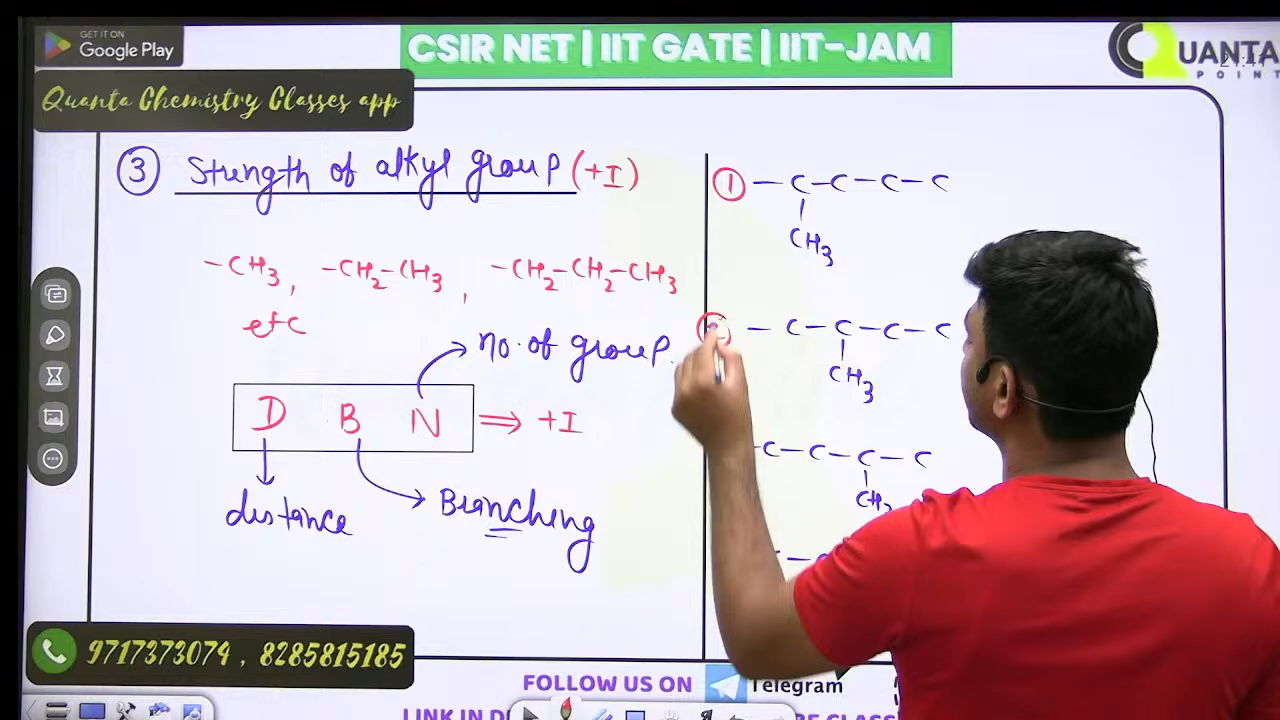 GET IT ON
Google Play
CSIR NET | IIT GATE | IIT-JAM
QUANTA
POINT
Quanta Chemistry Classes app
③ Strength of alkyl group (+I)
-CH3, -CH2-CH3, -CH2-CH2-CH3
etc
no. of group.
D B N ⇒ +I
distance
Branching
① -C-C-C-C
CH3
-C-C-C-C
CH3
-C-C-C-C
9717373074 , 8285815185
FOLLOW US ON
Telegram